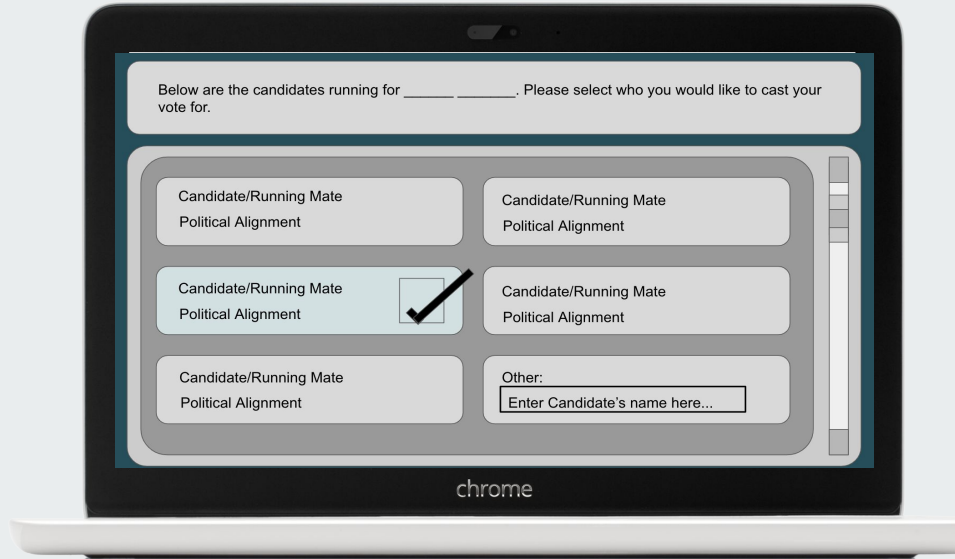 Below are the candidates running for ______ _______. Please select who you would like to cast your
vote for.
Candidate/Running Mate
Political Alignment
Candidate/Running Mate
Political Alignment
Candidate/Running Mate
Political Alignment
Candidate/Running Mate
Political Alignment
Candidate/Running Mate
Political Alignment
Other:
Enter Candidate's name here...
chrome